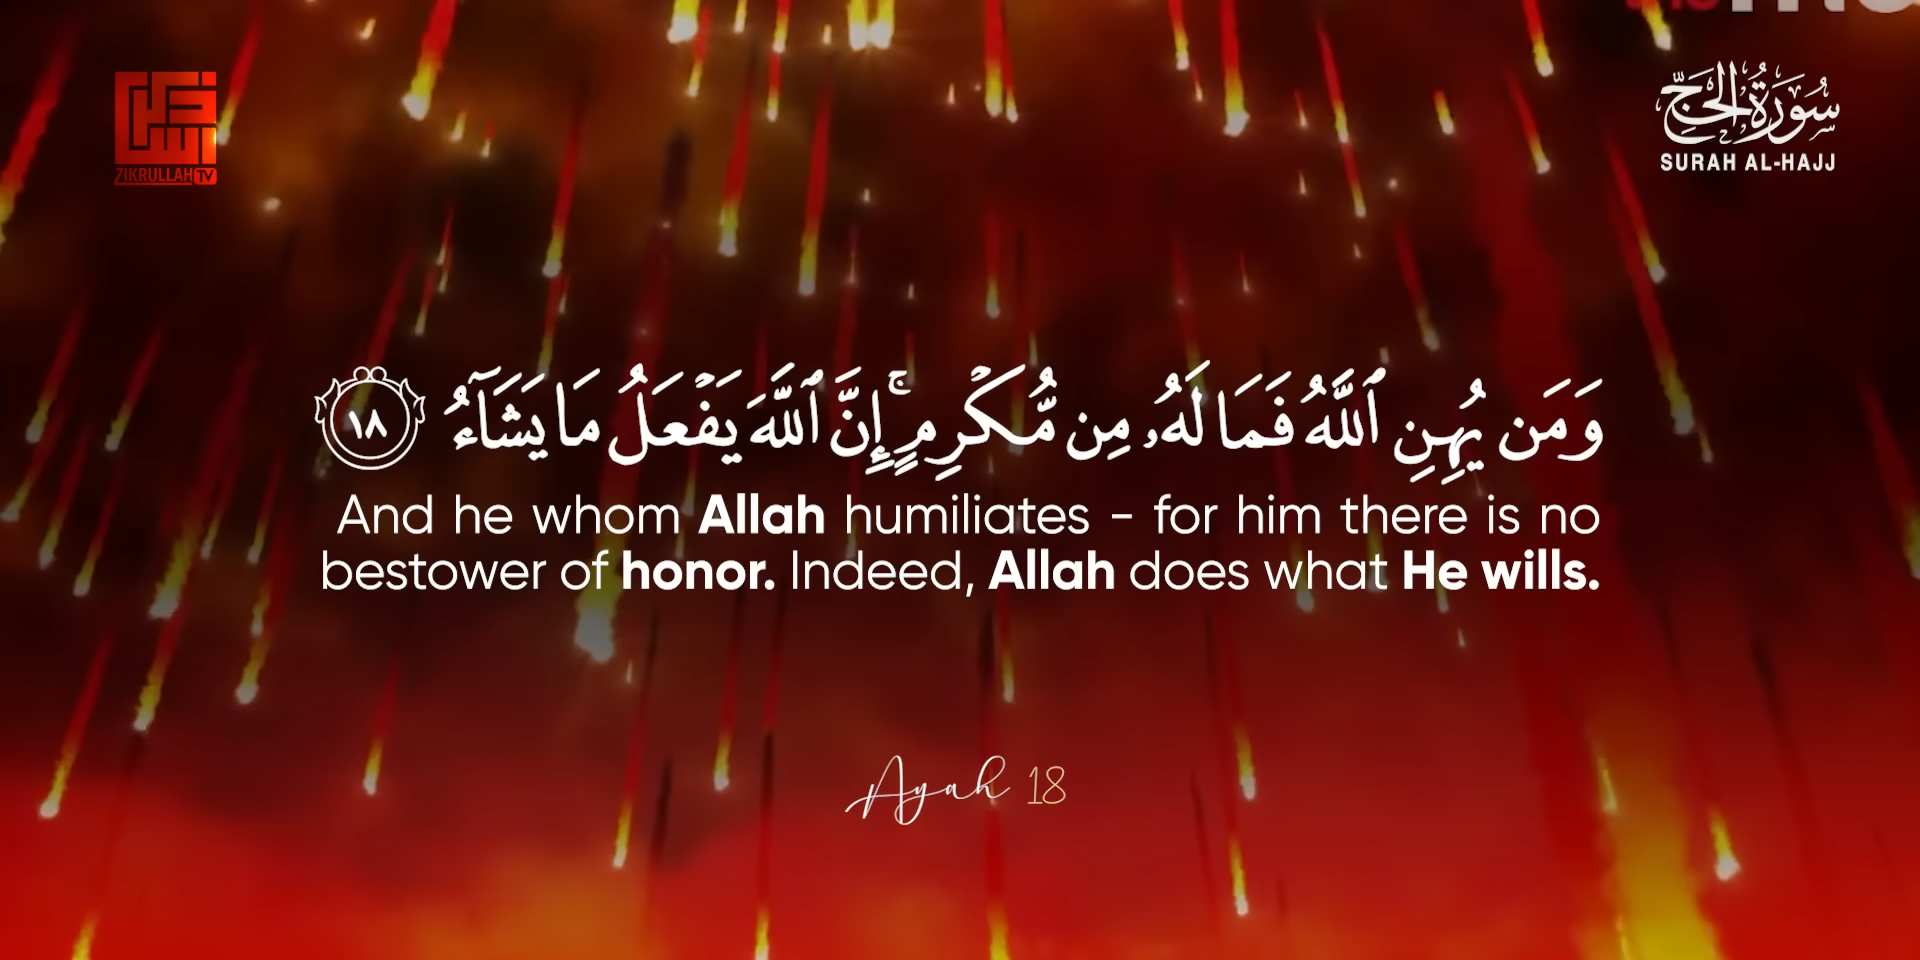 ZIKRULLAH TV
سُورَةُ الحَجّ
SURAH AL-HAJJ
وَمَن يُهِنِ ٱللَّهُ فَمَا لَهُۥ مِن مُّكْرِمٍ ۚ إِنَّ ٱللَّهَ يَفْعَلُ مَا يَشَآءُ ١٨
And he whom Allah humiliates - for him there is no
bestower of honor. Indeed, Allah does what He wills.
Ayah 18